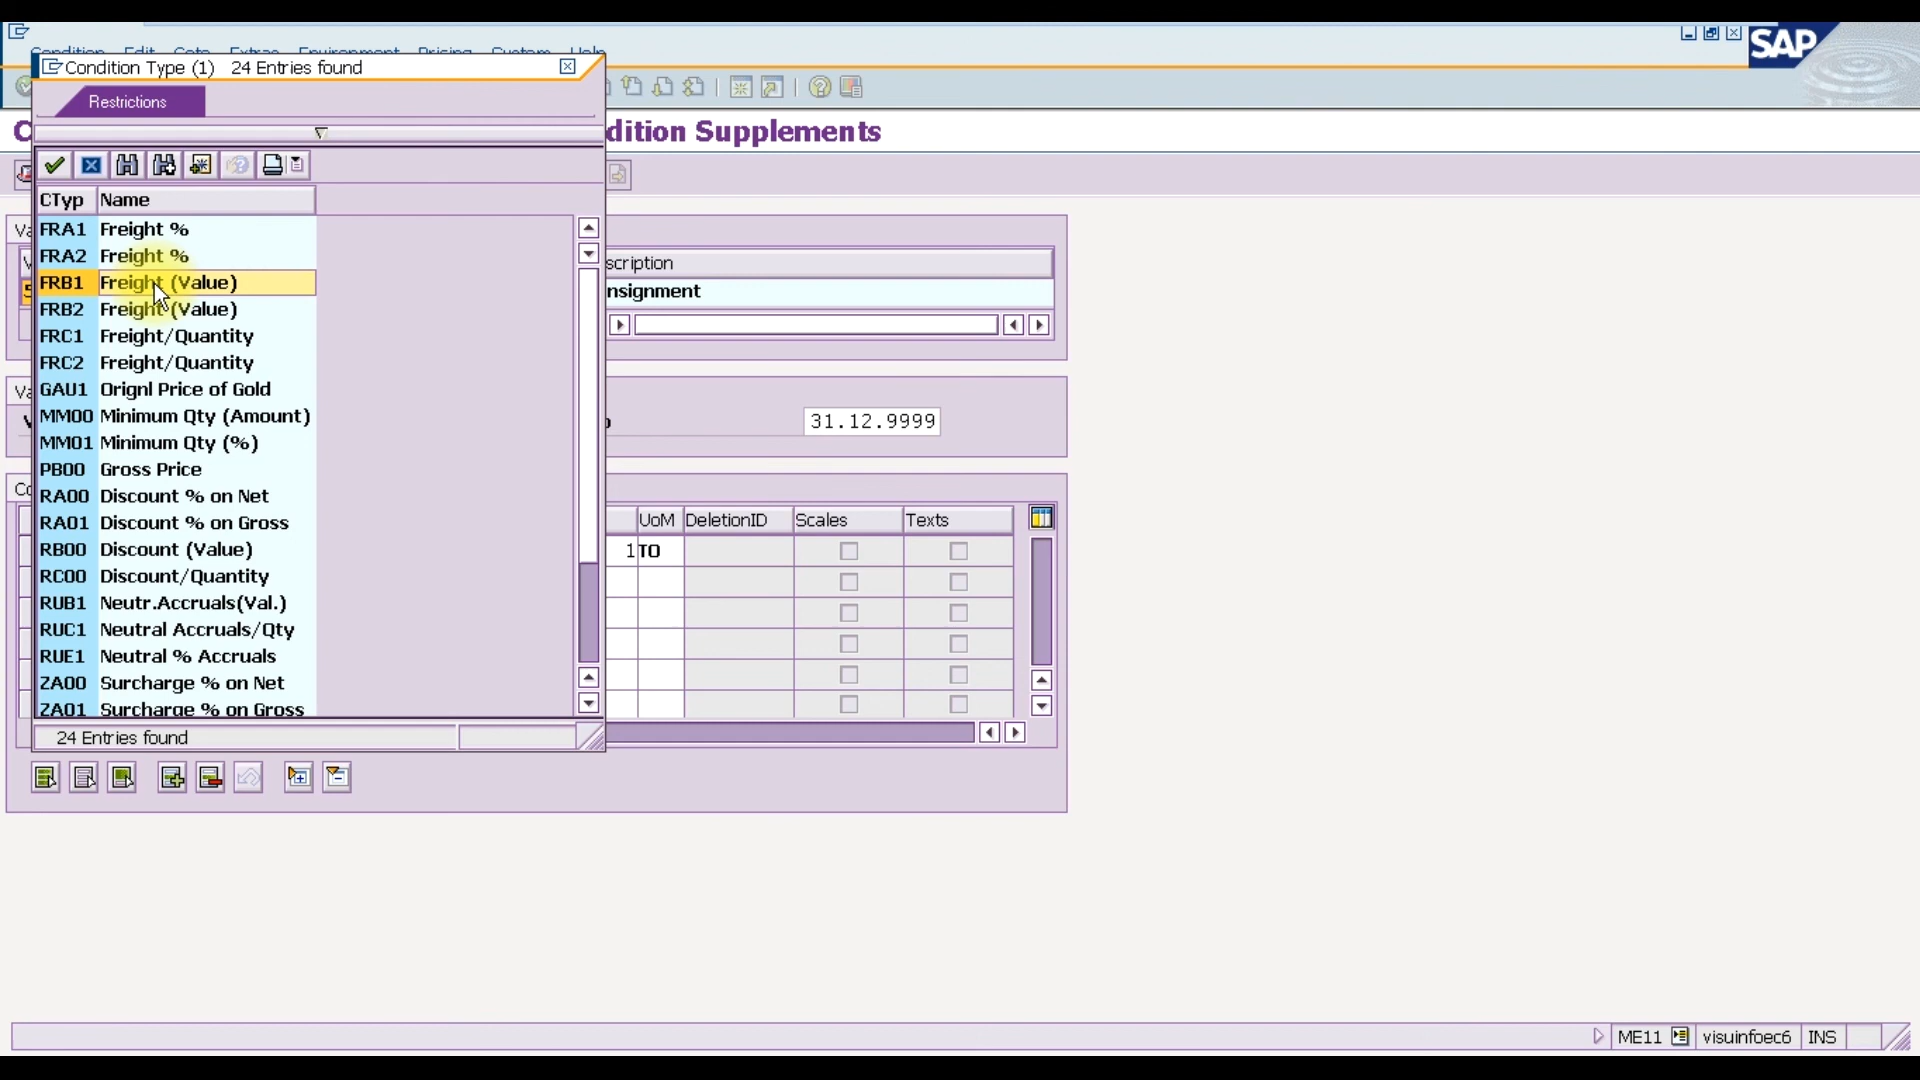 SAP
Condition Type (1) 24 Entries found
Restrictions
dition Supplements
CTyp Name
FRA1 Freight %
FRA2 Freight %
FRB1 Freight (Value)
FRB2 Freight (Value)
FRC1 Freight/Quantity
FRC2 Freight/Quantity
GAU1 Orignl Price of Gold
MM00 Minimum Qty (Amount)
MM01 Minimum Qty (%)
PB00 Gross Price
RA00 Discount % on Net
RA01 Discount % on Gross
RB00 Discount (Value)
RC00 Discount/Quantity
RUB1 Neutr.Accruals(Val.)
RUC1 Neutral Accruals/Qty
RUE1 Neutral % Accruals
ZA00 Surcharge % on Net
ZA01 Surcharge % on Gross
24 Entries found
scription
nsignment
31.12.9999
UoM DeletionID Scales Texts
1 TO
ME11 visuinfoec6 INS